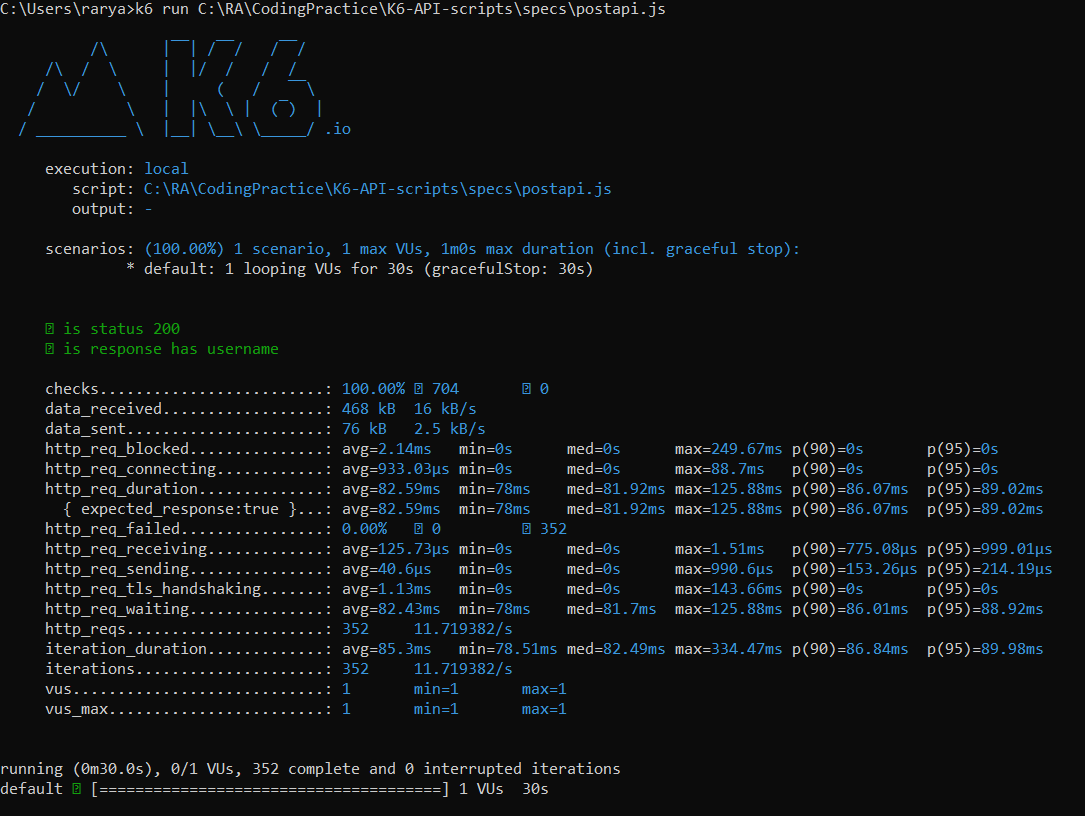 C:\Users\rarya>k6 run C:\RA\CodingPractice\K6-API-scripts\specs\postapi.js
K6
.io
execution: local
script: C:\RA\CodingPractice\K6-API-scripts\specs\postapi.js
output: -
scenarios: (100.00%) 1 scenario, 1 max VUs, 1m0s max duration (incl. graceful stop):
* default: 1 looping VUs for 30s (gracefulStop: 30s)
⍰ is status 200
⍰ is response has username
checks.........................: 100.00% ⍰ 704 ⍰ 0
data_received..................: 468 kB 16 kB/s
data_sent......................: 76 kB 2.5 kB/s
http_req_blocked...............: avg=2.14ms min=0s med=0s max=249.67ms p(90)=0s p(95)=0s
http_req_connecting............: avg=933.03µs min=0s med=0s max=88.7ms p(90)=0s p(95)=0s
http_req_duration..............: avg=82.59ms min=78ms med=81.92ms max=125.88ms p(90)=86.07ms p(95)=89.02ms
{ expected_response:true }...: avg=82.59ms min=78ms med=81.92ms max=125.88ms p(90)=86.07ms p(95)=89.02ms
http_req_failed................: 0.00% ⍰ 0 ⍰ 352
http_req_receiving.............: avg=125.73µs min=0s med=0s max=1.51ms p(90)=775.08µs p(95)=999.01µs
http_req_sending...............: avg=40.6µs min=0s med=0s max=990.6µs p(90)=153.26µs p(95)=214.19µs
http_req_tls_handshaking.......: avg=1.13ms min=0s med=0s max=143.66ms p(90)=0s p(95)=0s
http_req_waiting...............: avg=82.43ms min=78ms med=81.7ms max=125.88ms p(90)=86.01ms p(95)=88.92ms
http_reqs......................: 352 11.719382/s
iteration_duration.............: avg=85.3ms min=78.51ms med=82.49ms max=334.47ms p(90)=86.84ms p(95)=89.98ms
iterations.....................: 352 11.719382/s
vus............................: 1 min=1 max=1
vus_max........................: 1 min=1 max=1
running (0m30.0s), 0/1 VUs, 352 complete and 0 interrupted iterations
default ⍰ [======================================] 1 VUs 30s